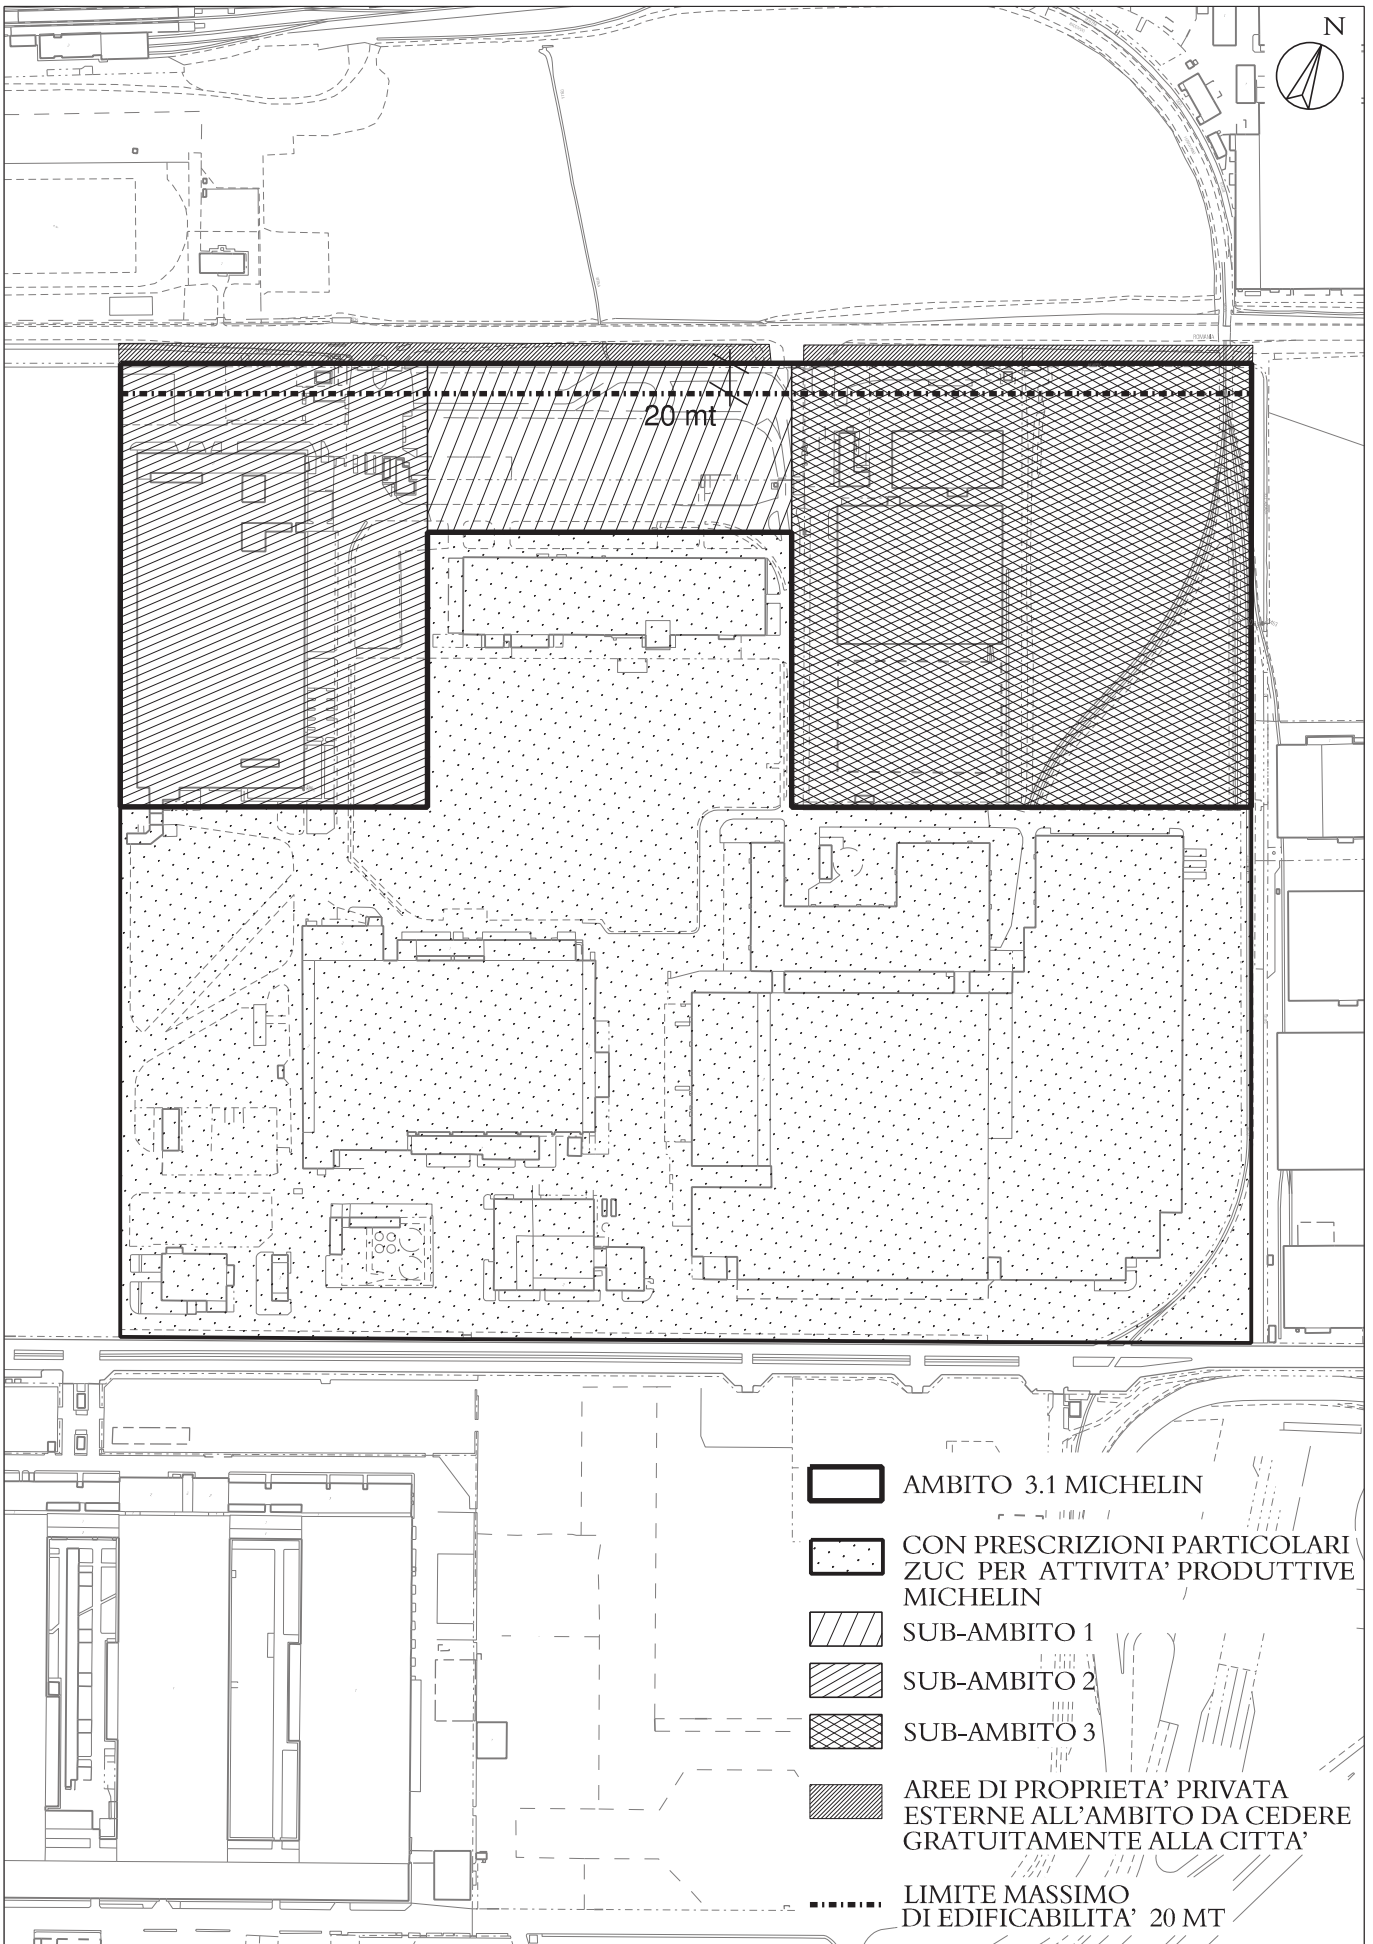 N
ROMANIA
20 mt
AMBITO 3.1 MICHELIN
CON PRESCRIZIONI PARTICOLARI
ZUC PER ATTIVITA' PRODUTTIVE
MICHELIN
SUB-AMBITO 1
SUB-AMBITO 2
SUB-AMBITO 3
AREE DI PROPRIETA' PRIVATA
ESTERNE ALL'AMBITO DA CEDERE
GRATUITAMENTE ALLA CITTA'
LIMITE MASSIMO
DI EDIFICABILITA' 20 MT